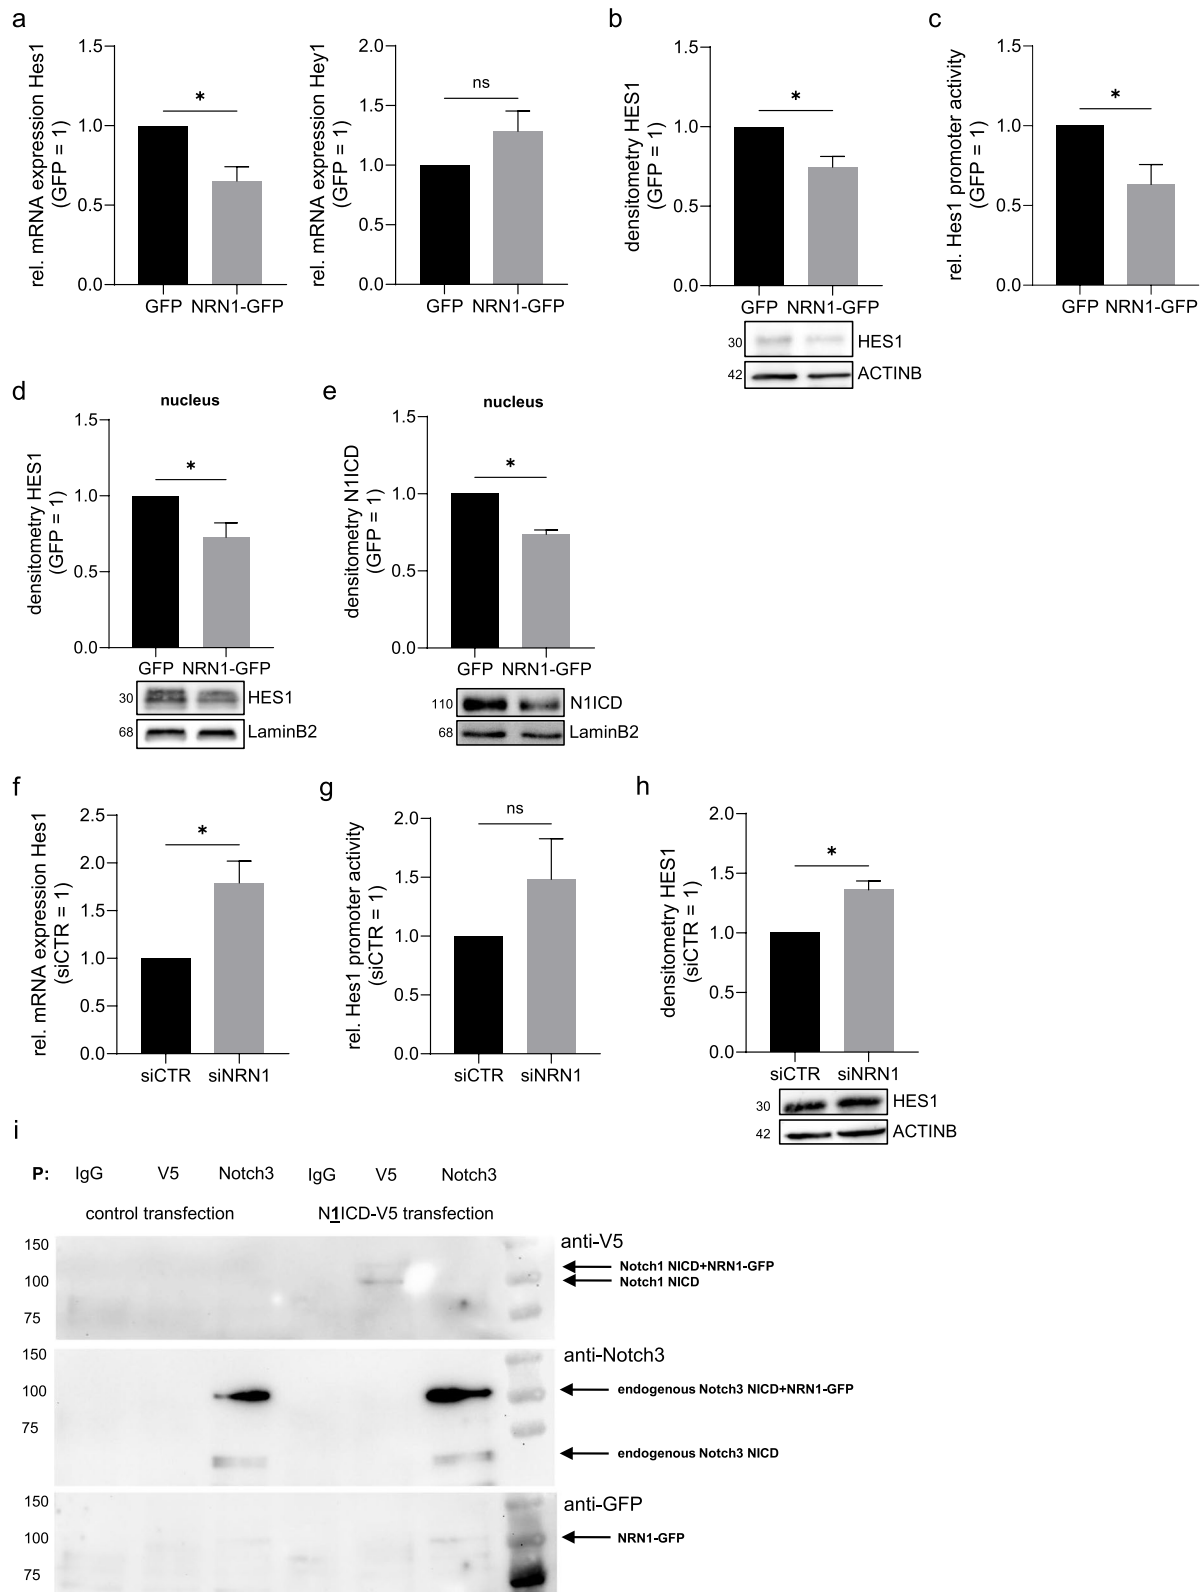 a
rel. mRNA expression Hes1
(GFP = 1)
1.5
1.0
0.5
0.0
*
GFP NRN1-GFP
rel. mRNA expression Hey1
(GFP = 1)
2.0
1.5
1.0
0.5
0.0
ns
GFP NRN1-GFP
b
densitometry HES1
(GFP = 1)
1.5
1.0
0.5
0.0
*
GFP NRN1-GFP
30 HES1
42 ACTINB
c
rel. Hes1 promoter activity
(GFP = 1)
1.5
1.0
0.5
0.0
*
GFP NRN1-GFP
d
nucleus
densitometry HES1
(GFP = 1)
1.5
1.0
0.5
0.0
*
GFP NRN1-GFP
30 HES1
68 LaminB2
e
nucleus
densitometry N1ICD
(GFP = 1)
1.5
1.0
0.5
0.0
*
GFP NRN1-GFP
110 N1ICD
68 LaminB2
f
rel. mRNA expression Hes1
(siCTR = 1)
2.5
2.0
1.5
1.0
0.5
0.0
*
siCTR siNRN1
g
rel. Hes1 promoter activity
(siCTR = 1)
2.0
1.5
1.0
0.5
0.0
ns
siCTR siNRN1
h
densitometry HES1
(siCTR = 1)
2.0
1.5
1.0
0.5
0.0
*
siCTR siNRN1
30 HES1
42 ACTINB
i
P: IgG V5 Notch3 IgG V5 Notch3
control transfection N1ICD-V5 transfection
anti-V5
150
100
75
Notch1 NICD+NRN1-GFP
Notch1 NICD
anti-Notch3
150
100
75
endogenous Notch3 NICD+NRN1-GFP
endogenous Notch3 NICD
anti-GFP
150
100
75
NRN1-GFP